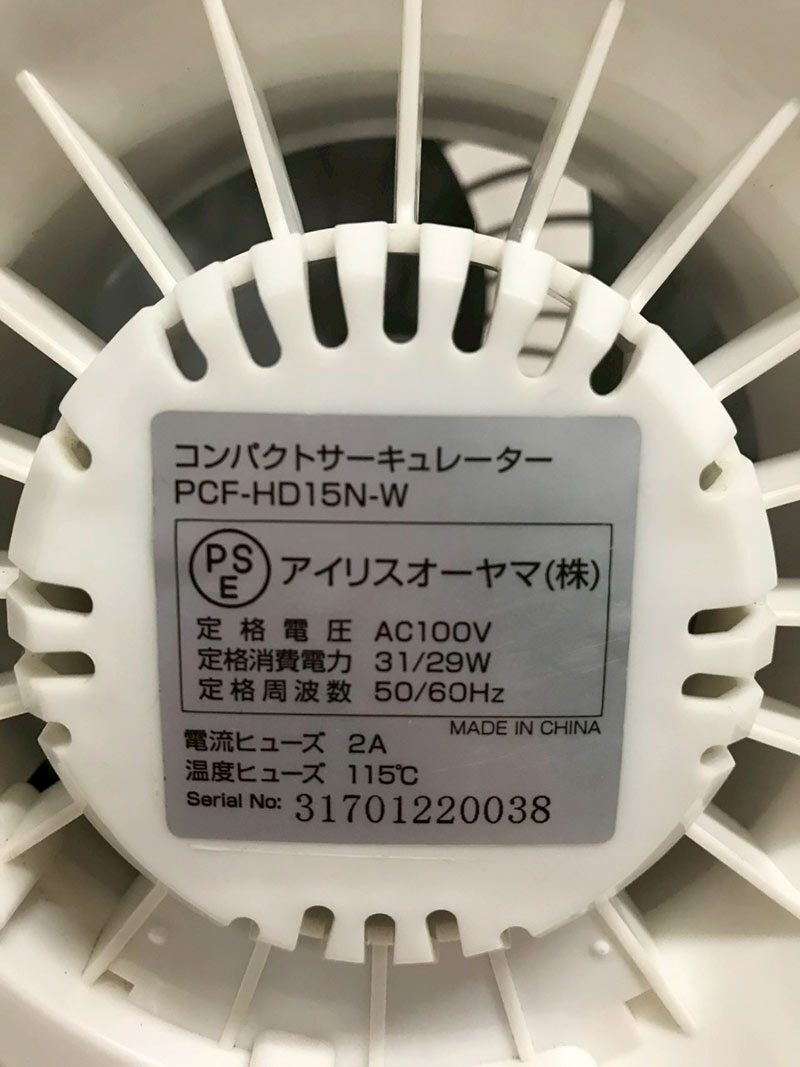 コンパクトサーキュレーター
PCF-HD15N-W
PSE アイリスオーヤマ(株)
定格電圧 AC100V
定格消費電力 31/29W
定格周波数 50/60Hz
MADE IN CHINA
電流ヒューズ 2A
温度ヒューズ 115℃
Serial No: 31701220038